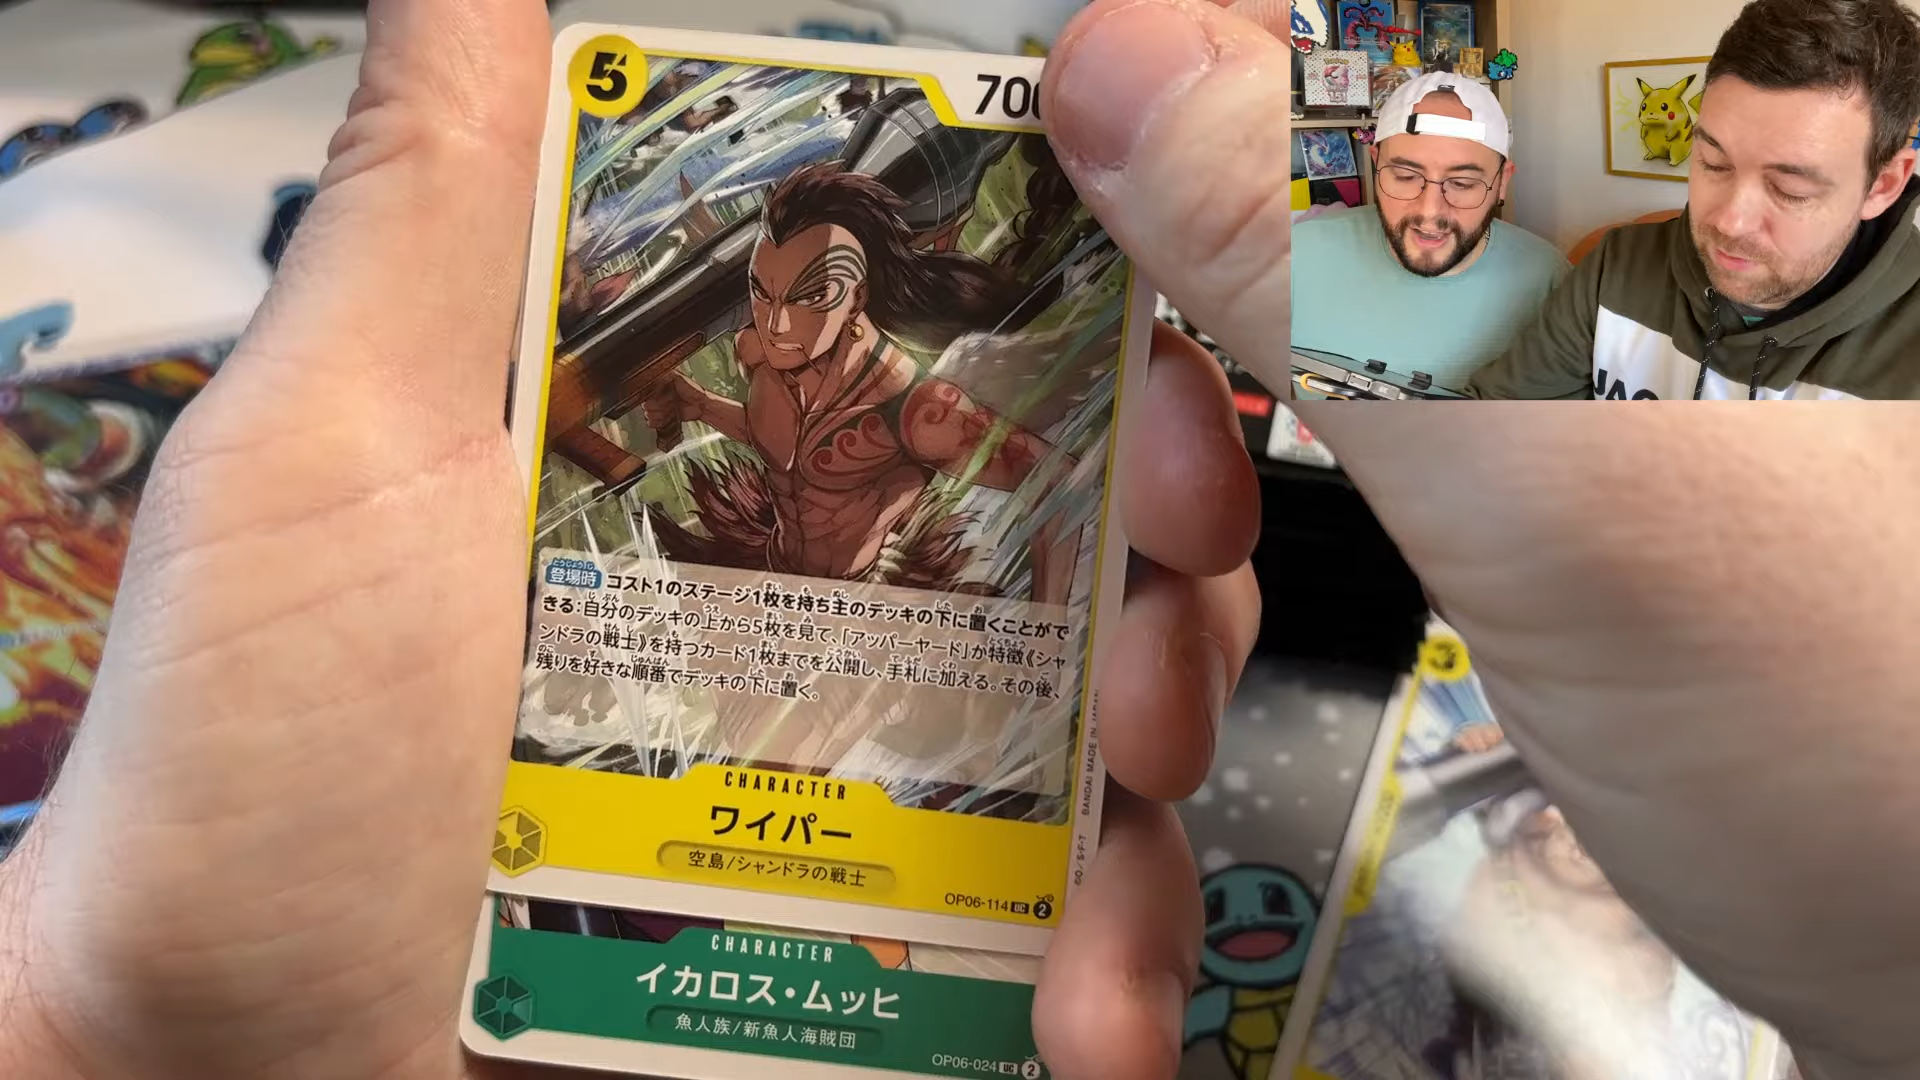 5
700
登場時 コスト1のステージ1枚を持ち主のデッキの下に置くことがで
きる:自分のデッキの上から5枚を見て、「アッパーヤード」か特徴《シャ
ンドラの戦士》を持つカード1枚までを公開し、手札に加える。その後、
残りを好きな順番でデッキの下に置く。
BANDAI MADE IN JAPAN
CHARACTER
ワイパー
空島/シャンドラの戦士
OP06-114 UC 2
CHARACTER
イカロス・ムッヒ
魚人族/新魚人海賊団
OP06-024 UC 2
3